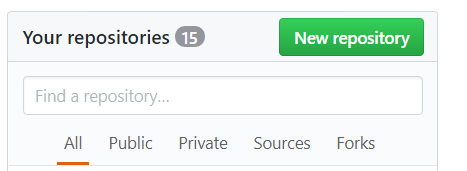 Your repositories 15 New repository
Find a repository...
All Public Private Sources Forks